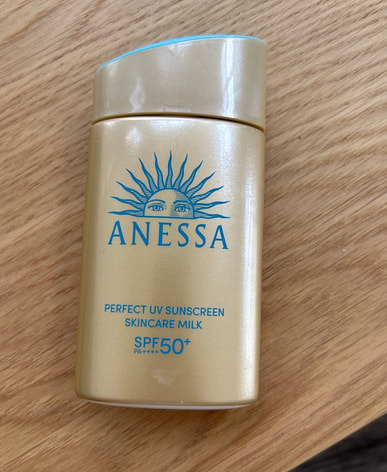 ANESSA
PERFECT UV SUNSCREEN
SKINCARE MILK
SPF50+
PA++++